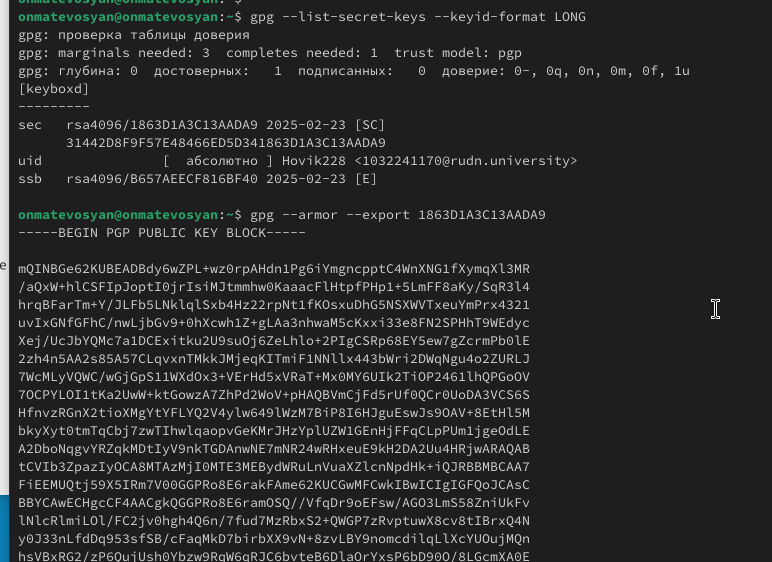 onmatevosyan@onmatevosyan:~$ gpg --list-secret-keys --keyid-format LONG
gpg: проверка таблицы доверия
gpg: marginals needed: 3  completes needed: 1  trust model: pgp
gpg: глубина: 0  достоверных:   1  подписанных:   0  доверие: 0-, 0q, 0n, 0m, 0f, 1u
[keyboxd]
---------
sec   rsa4096/1863D1A3C13AADA9 2025-02-23 [SC]
      31442D8F9F57E48466ED5D341863D1A3C13AADA9
uid               [  абсолютно ] Hovik228 <1032241170@rudn.university>
ssb   rsa4096/B657AEECF816BF40 2025-02-23 [E]
onmatevosyan@onmatevosyan:~$ gpg --armor --export 1863D1A3C13AADA9
-----BEGIN PGP PUBLIC KEY BLOCK-----
mQINBGe62KUBEADBdy6wZPL+wz0rpAHdn1Pg6iYmgncpptC4WnXNG1fXymqXl3MR
/aQxW+hlCSFIpJoptI0jrIsiMJtmmhw0KaaacFlHtpfPHp1+5LmFF8aKy/SqR3l4
hrqBFarTm+Y/JLFb5LNklqlSxb4Hz22rpNt1fKOsxuDhG5NSXWVTxeuYmPrx4321
uvIxGNfGFhC/nwLjbGv9+0hXcwh1Z+gLAa3nhwaM5cKxxi33e8FN2SPHhT9WEdyc
Xej/UcJbYQMc7a1DCExitku2U9suOj6ZeLhlo+2PIgCSRp68EY5ew7gZcrmPb0lE
2zh4n5AA2s85A57CLqvxnTMkkJMjeqKITmiF1NNllx443bWri2DWqNgu4o2ZURLJ
7WcMLyVQWC/wGjGpS11WXdOx3+VErHd5xVRaT+Mx0MY6UIk2TiOP2461lhQPGoOV
7OCPYLOI1tKa2UwW+ktGowzA7ZhPd2WoV+pHAQBVmCjFd5rUf0QCr0UoDA3VCS6S
HfnvzRGnX2tioXMgYtYFLYQ2V4ylw649lWzM7BiP8I6HJguEswJs9OAV+8EtHl5M
bkyXyt0tmTqCbj7zwTIhwlqaopvGeKMrJHzYplUZW1GEnHjFFqCLpPUm1jgeOdLE
A2DboNqgvYRZqkMDtIyV9nkTGDAnwNE7mNR24wRHxeuE9kH2DA2Uu4HRjwARAQAB
tCVIb3ZpazIyOCA8MTAzMjI0MTE3MEBydWRuLnVuaXZlcnNpdHk+iQJRBBMBCAA7
FiEEMUQtj59X5IRm7V00GGPRo8E6rakFAme62KUCGwMFCwkIBwICIgIGFQoJCAsC
BBYCAwECHgcCF4AACgkQGGPRo8E6ramOSQ//VfqDr9oEFsw/AGO3LmS58ZniUkFv
lNlcRlmiLOl/FC2jv0hgh4Q6n/7fud7MzRbxS2+QWGP7zRvptuwX8cv8tIBrxQ4N
y0J33nLfdDq953sfSB/cFaqMkD7birbXX9vN+8zvLBY9nomcdilqLlXcYUOujMQn
hsVBxRG2/zP6QujUsh0Ybzw9RqW6qRJC6bvteB6DlaOrYxsP6bD90O/8LGcmXA0E